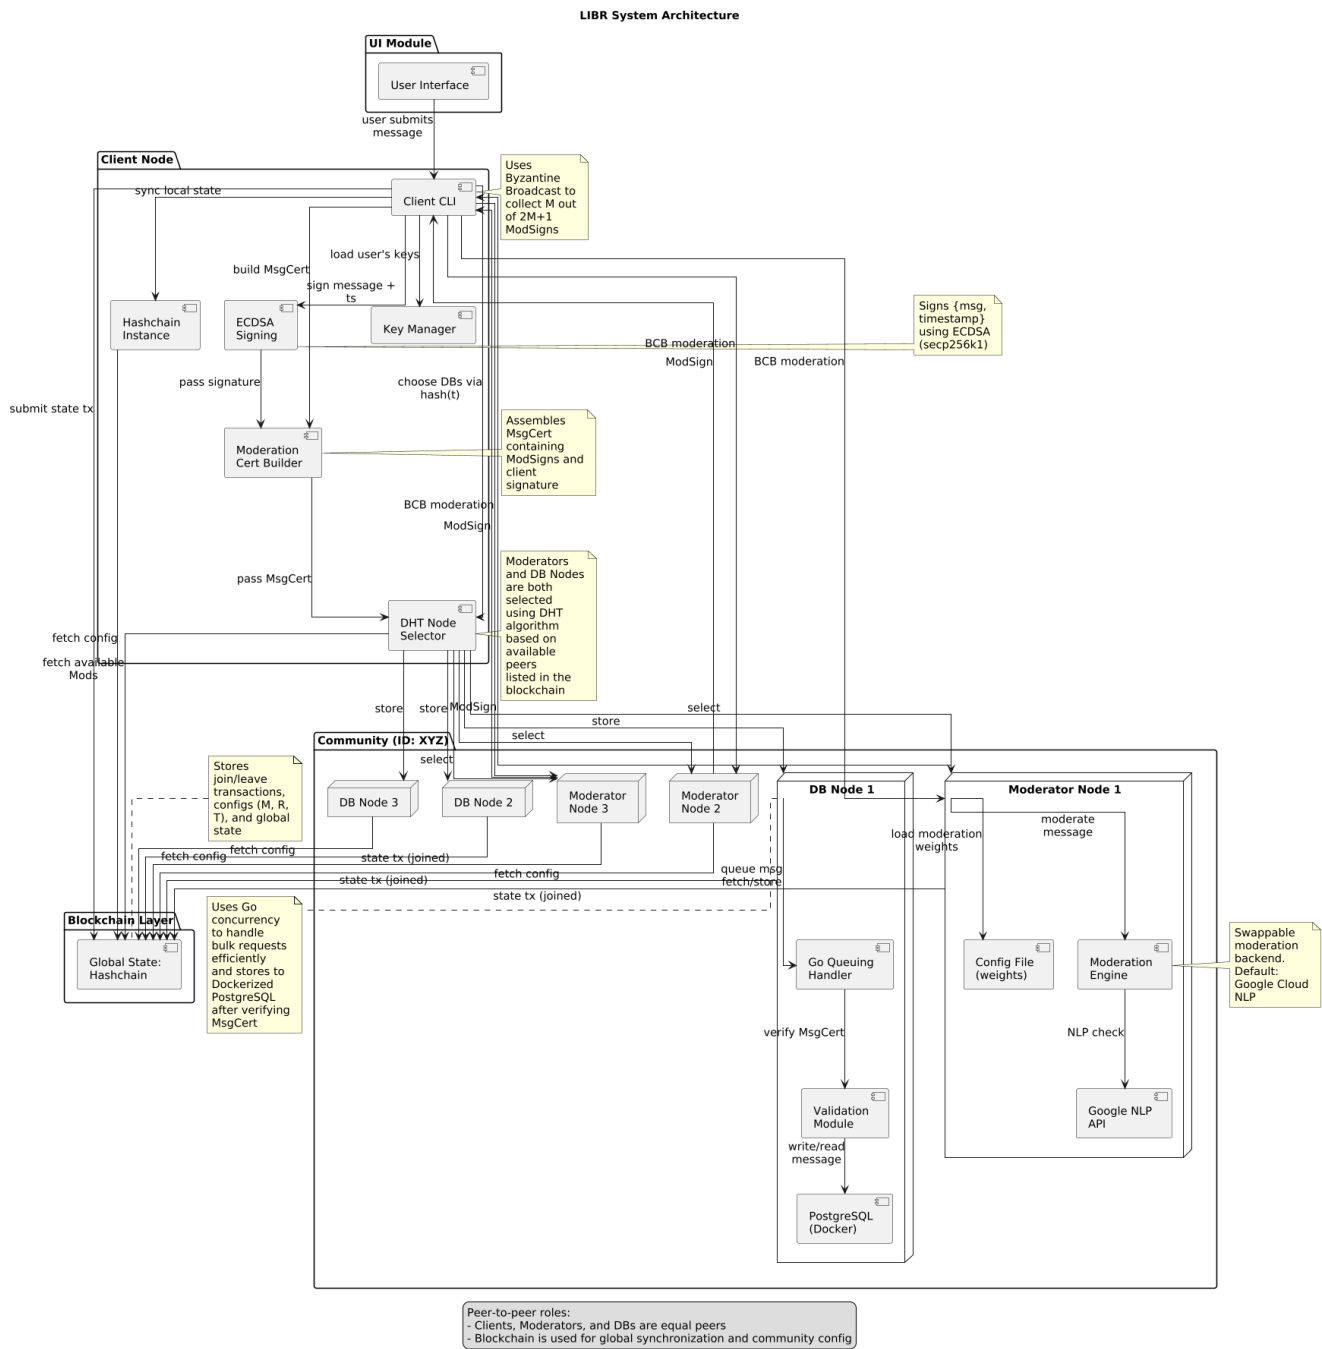 LIBR System Architecture
UI Module
User Interface
user submits
message
Client Node
Client CLI
Uses
Byzantine
Broadcast to
collect M out
of 2M+1
ModSigns
sync local state
load user's keys
build MsgCert
sign message +
ts
Hashchain
Instance
ECDSA
Signing
Key Manager
Signs {msg,
timestamp}
using ECDSA
(secp256k1)
BCB moderation
ModSign
BCB moderation
pass signature
choose DBs via
hash(t)
submit state tx
Moderation
Cert Builder
Assembles
MsgCert
containing
ModSigns and
client
signature
BCB moderation
ModSign
pass MsgCert
DHT Node
Selector
Moderators
and DB Nodes
are both
selected
using DHT
algorithm
based on
available
peers
listed in the
blockchain
fetch config
fetch available
Mods
store
store
ModSign
select
store
select
select
Community (ID: XYZ)
DB Node 3
DB Node 2
Moderator
Node 3
Moderator
Node 2
DB Node 1
Moderator Node 1
Stores
join/leave
transactions,
configs (M, R,
T), and global
state
load moderation
weights
moderate
message
fetch config
fetch config
state tx (joined)
state tx (joined)
fetch config
queue msg
fetch/store
state tx (joined)
Blockchain Layer
Global State:
Hashchain
Uses Go
concurrency
to handle
bulk requests
efficiently
and stores to
Dockerized
PostgreSQL
after verifying
MsgCert
Go Queuing
Handler
Config File
(weights)
Moderation
Engine
Swappable
moderation
backend.
Default:
Google Cloud
NLP
verify MsgCert
NLP check
Validation
Module
Google NLP
API
write/read
message
PostgreSQL
(Docker)
Peer-to-peer roles:
- Clients, Moderators, and DBs are equal peers
- Blockchain is used for global synchronization and community config